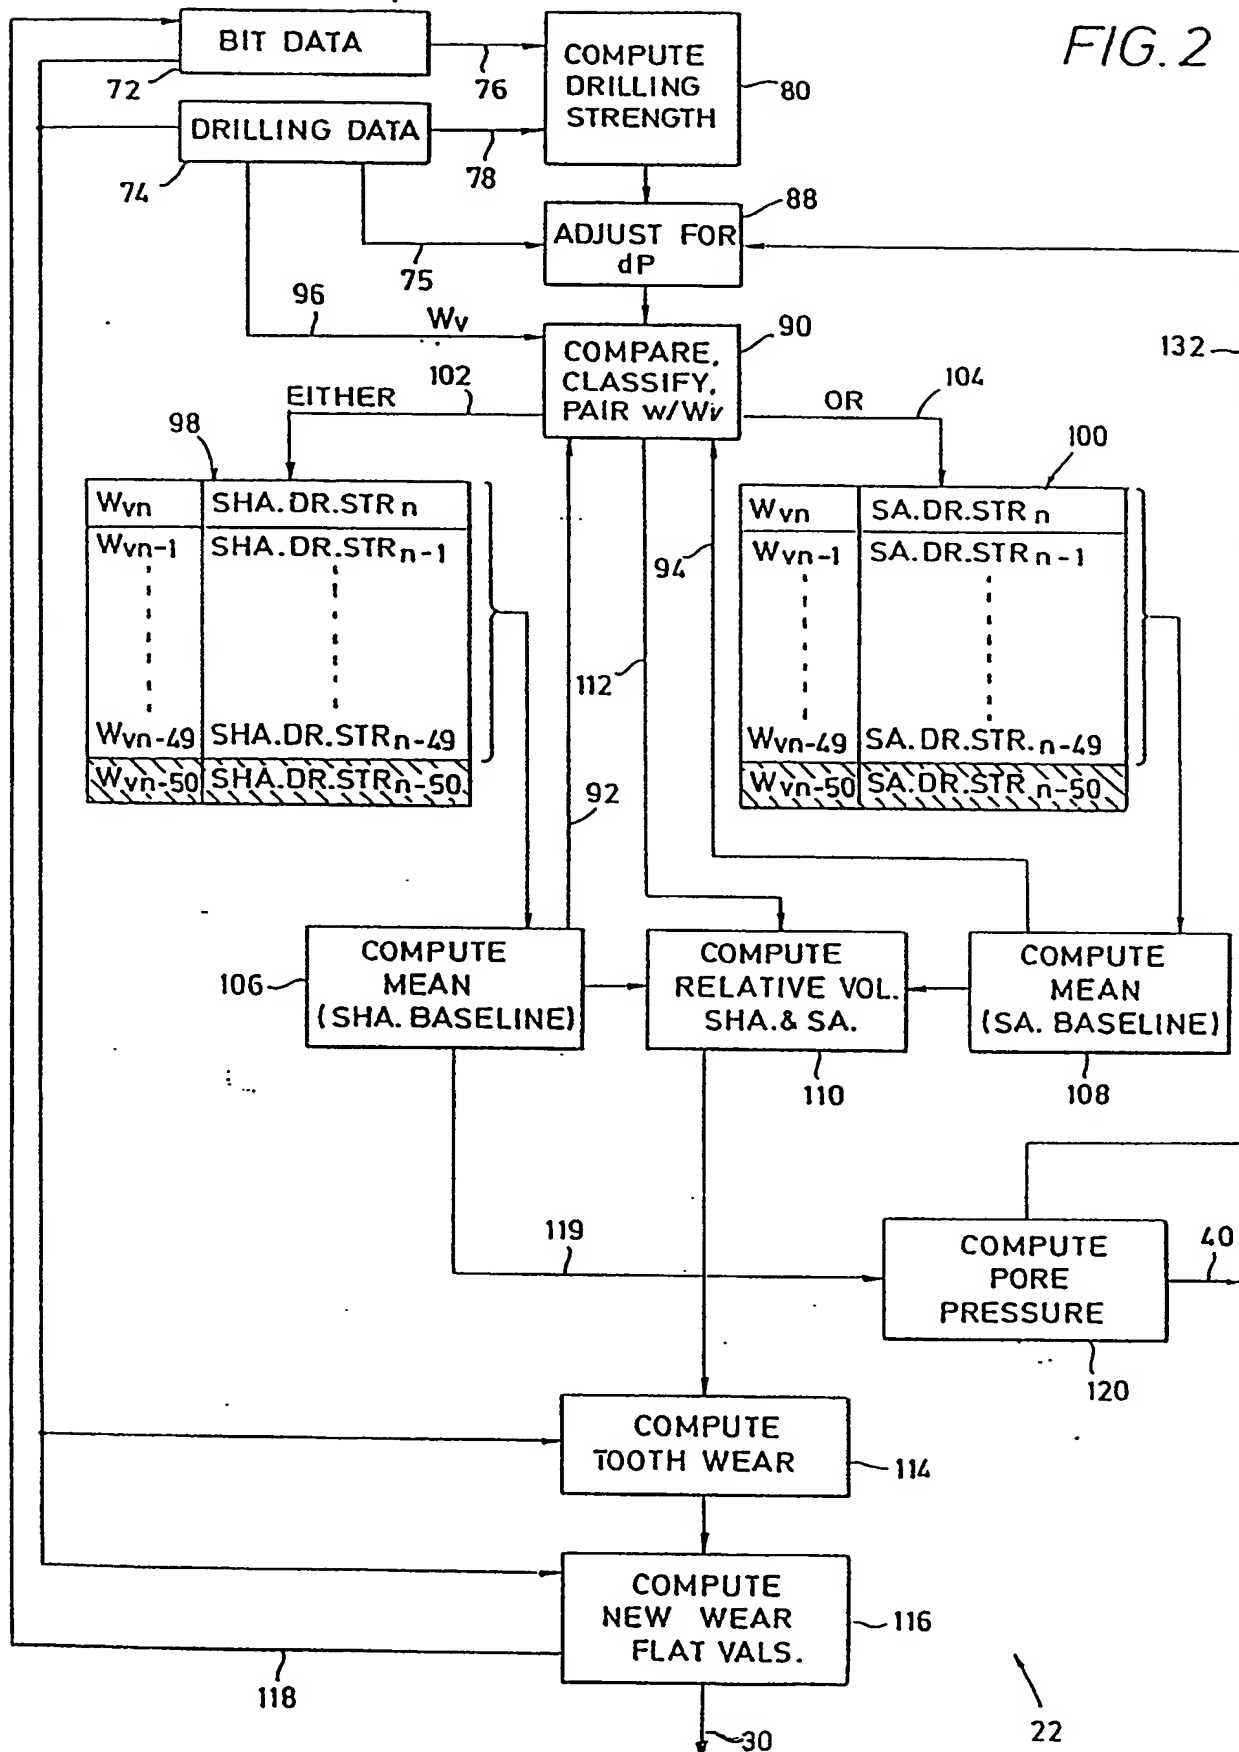 FIG. 2
BIT DATA
72
76
COMPUTE
DRILLING
STRENGTH
80
DRILLING DATA
74
78
88
ADJUST FOR
dP
75
96
Wv
90
COMPARE,
CLASSIFY,
PAIR w/Wv
132
102
EITHER
OR
104
98
100
Wvn SHA.DR.STR n
Wvn-1 SHA.DR.STR n-1
Wvn-49 SHA.DR.STR n-49
Wvn-50 SHA.DR.STR n-50
Wvn SA.DR.STR n
Wvn-1 SA.DR.STR n-1
Wvn-49 SA.DR.STR. n-49
Wvn-50 SA.DR.STR. n-50
94
112
92
106
COMPUTE
MEAN
(SHA. BASELINE)
COMPUTE
RELATIVE VOL.
SHA. & SA.
110
COMPUTE
MEAN
(SA. BASELINE)
108
119
COMPUTE
PORE
PRESSURE
40
120
COMPUTE
TOOTH WEAR
114
COMPUTE
NEW WEAR
FLAT VALS.
116
118
30
22